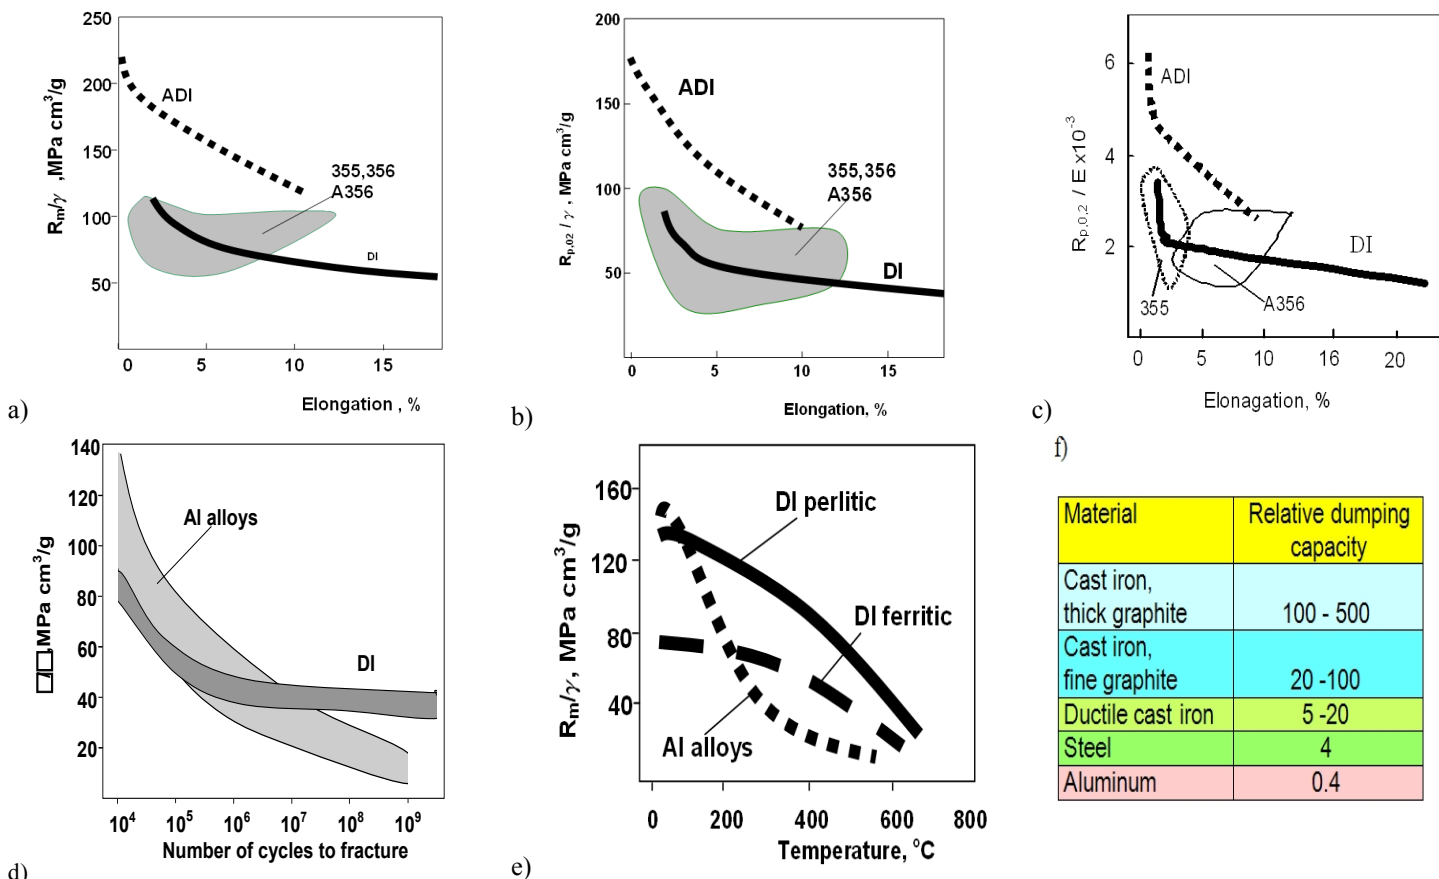 250
200
150
100
50
Rm/γ ,MPa cm³/g
ADI
355,356
A356
DI
0 5 10 15
Elongation , %
a)
200
150
100
50
0
Rp,02 / γ , MPa cm³/g
ADI
355,356
A356
DI
0 5 10 15
Elongation, %
b)
6
4
2
Rp,0,2 / E x10⁻³
ADI
DI
355
A356
0 5 10 16 20
Elonagation, %
c)
140
120
100
80
60
40
20
,MPa cm³/g
Al alloys
DI
10⁴ 10⁵ 10⁶ 10⁷ 10⁸ 10⁹
Number of cycles to fracture
d)
160
120
80
40
Rm/γ, MPa cm³/g
DI perlitic
DI ferritic
Al alloys
0 200 400 600 800
Temperature, °C
e)
f)
Material Relative dumping
capacity
Cast iron,
thick graphite 100 - 500
Cast iron,
fine graphite 20 -100
Ductile cast iron 5 -20
Steel 4
Aluminum 0.4